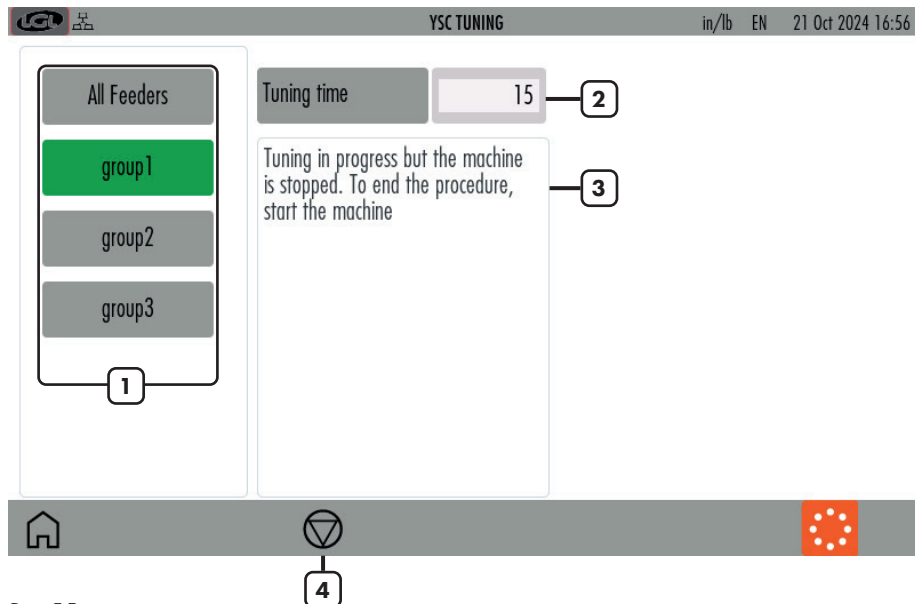 LGL YSC TUNING in/lb EN 21 Oct 2024 16:56
All Feeders
group1
group2
group3
1
Tuning time 15
2
Tuning in progress but the machine
is stopped. To end the procedure,
start the machine
3
4